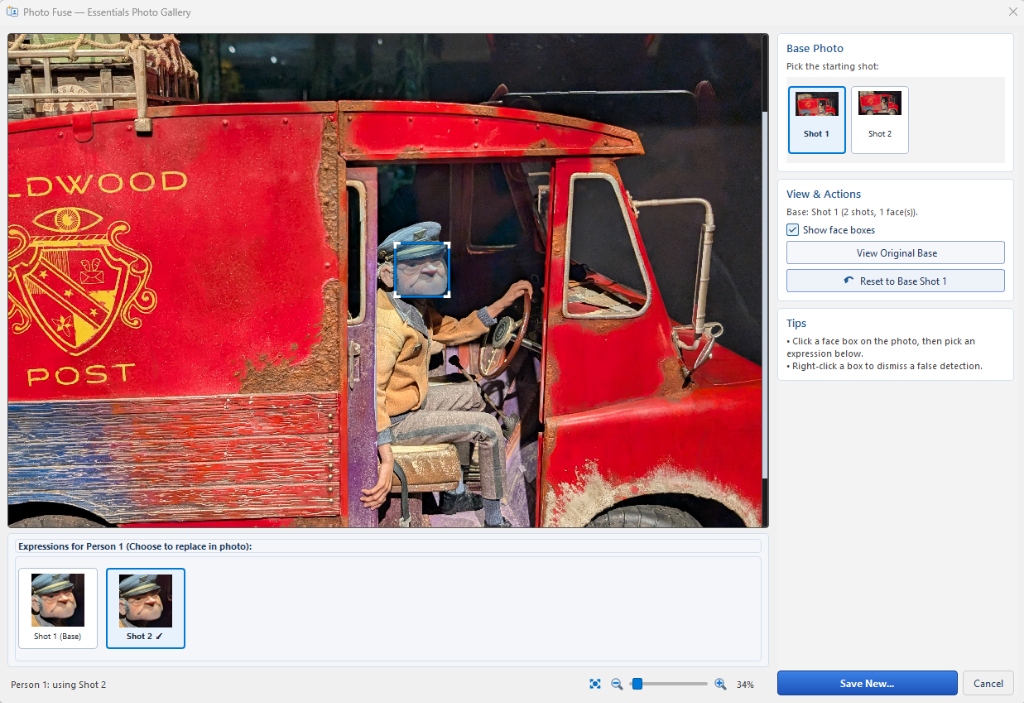 Photo Fuse — Essentials Photo Gallery
LDWOOD
POST
Base Photo
Pick the starting shot:
Shot 1
Shot 2
View & Actions
Base: Shot 1 (2 shots, 1 face(s)).
Show face boxes
View Original Base
Reset to Base Shot 1
Tips
• Click a face box on the photo, then pick an
expression below.
• Right-click a box to dismiss a false detection.
Expressions for Person 1 (Choose to replace in photo):
Shot 1 (Base)
Shot 2 ✓
Person 1: using Shot 2
34%
Save New...
Cancel